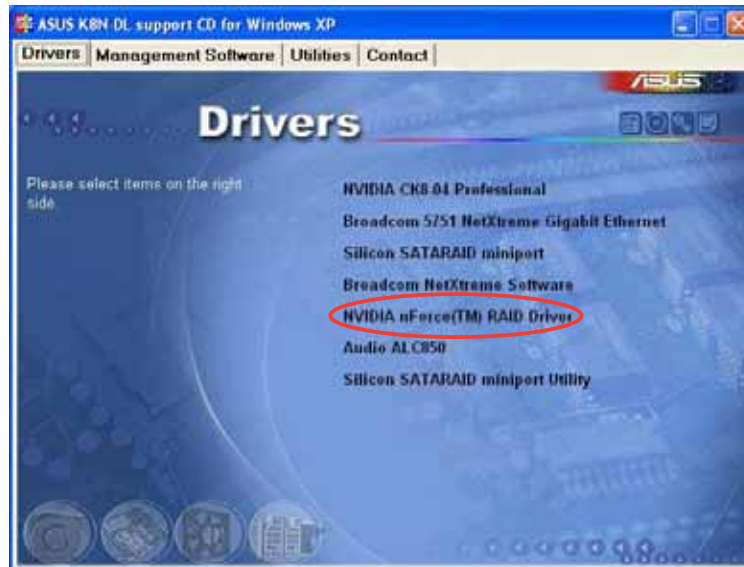 ASUS K8N-DL support CD for Windows XP
Drivers Management Software Utilities Contact
ASUS
Drivers
Please select items on the right
side.
NVIDIA CK8-04 Professional
Broadcom 5751 NetXtreme Gigabit Ethernet
Silicon SATARAID miniport
Broadcom NetXtreme Software
NVIDIA nForce(TM) RAID Driver
Audio ALC850
Silicon SATARAID miniport Utility